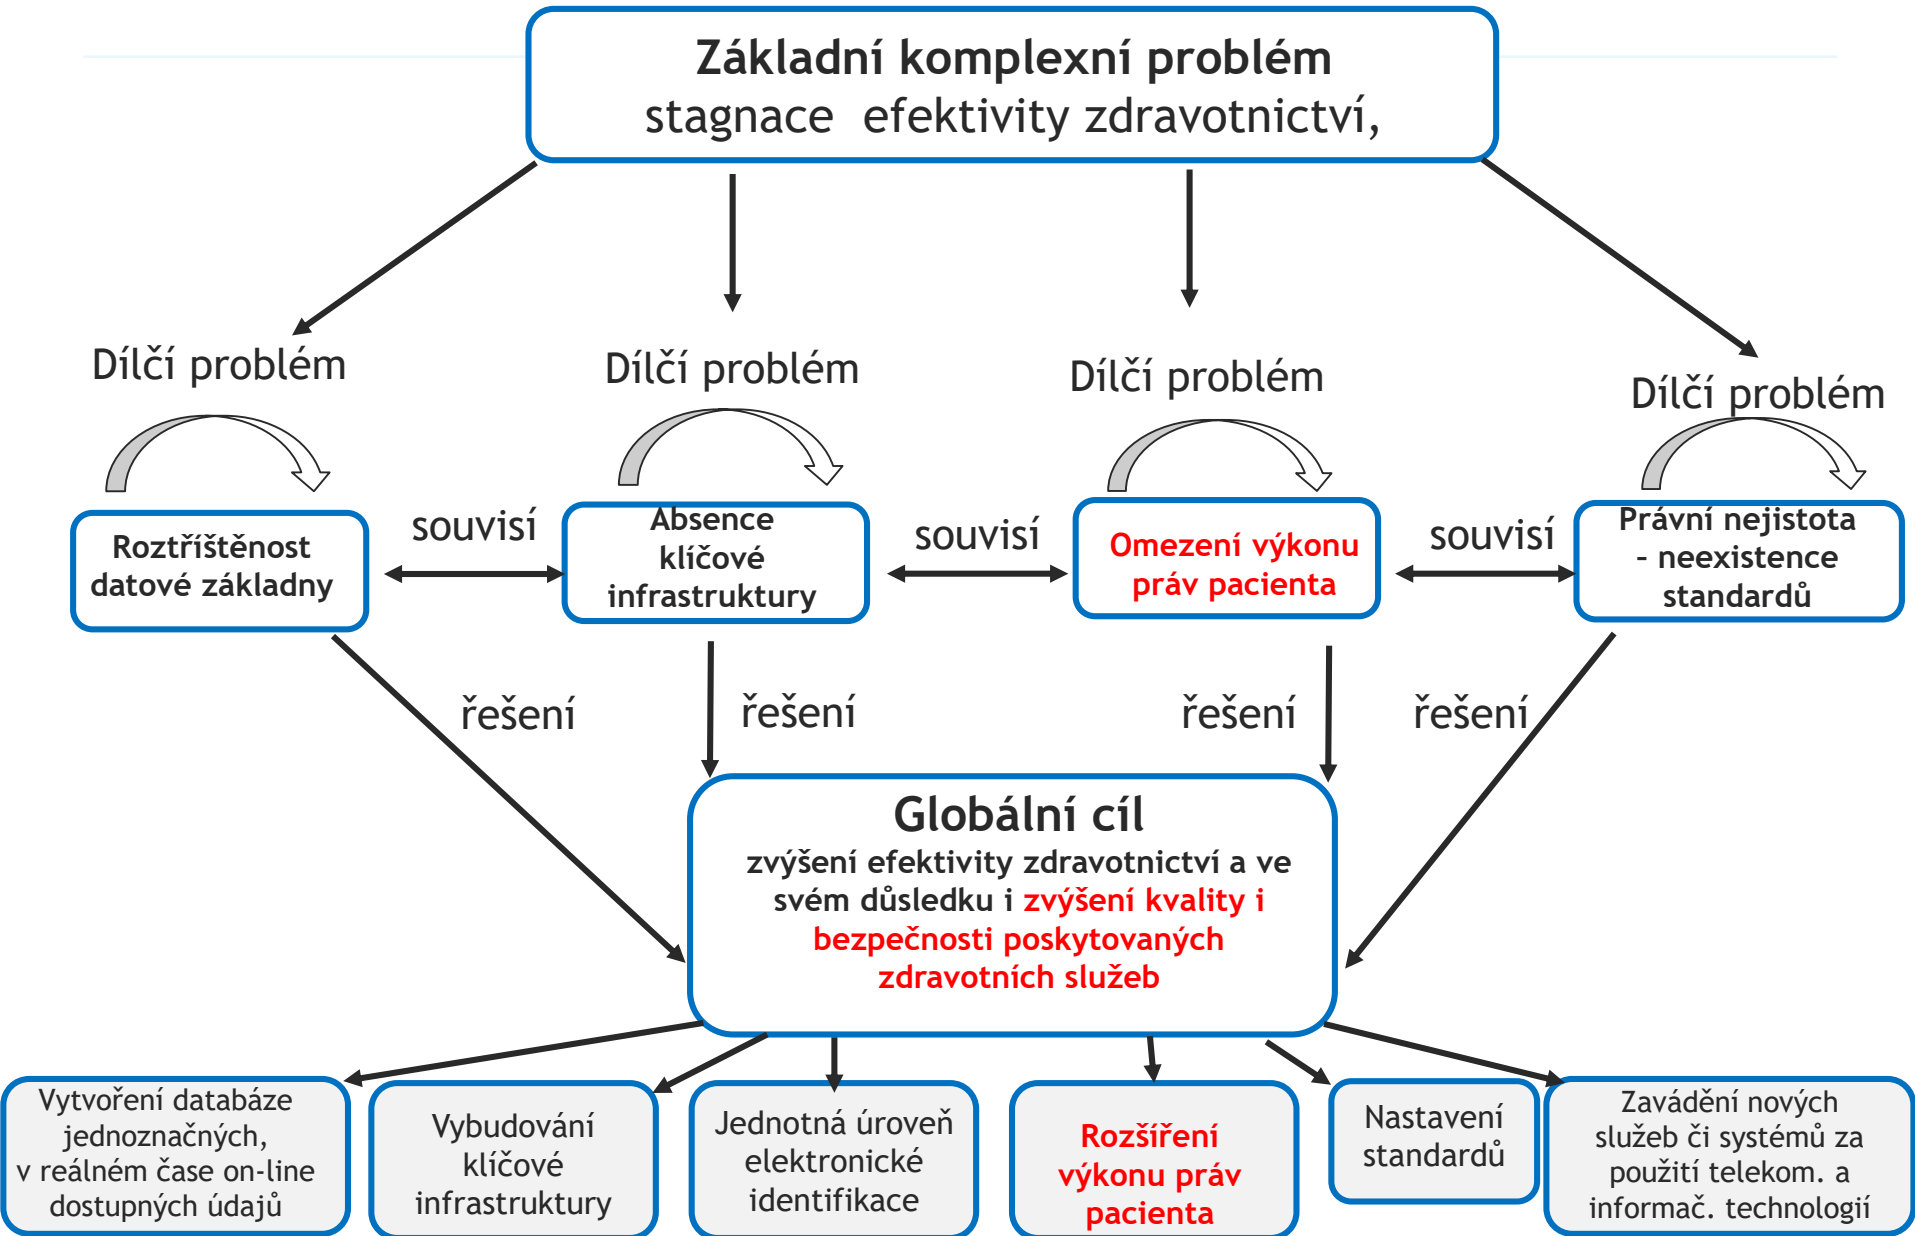 Základní komplexní problém
stagnace efektivity zdravotnictví,
Dílčí problém
Dílčí problém
Dílčí problém
Dílčí problém
Roztříštěnost
datové základny
souvisí
Absence
klíčové
infrastruktury
souvisí
Omezení výkonu
práv pacienta
souvisí
Právní nejistota
- neexistence
standardů
řešení
řešení
řešení
řešení
Globální cíl
zvýšení efektivity zdravotnictví a ve
svém důsledku i zvýšení kvality i
bezpečnosti poskytovaných
zdravotních služeb
Vytvoření databáze
jednoznačných,
v reálném čase on-line
dostupných údajů
Vybudování
klíčové
infrastruktury
Jednotná úroveň
elektronické
identifikace
Rozšíření
výkonu práv
pacienta
Nastavení
standardů
Zavádění nových
služeb či systémů za
použití telekom. a
informač. technologií